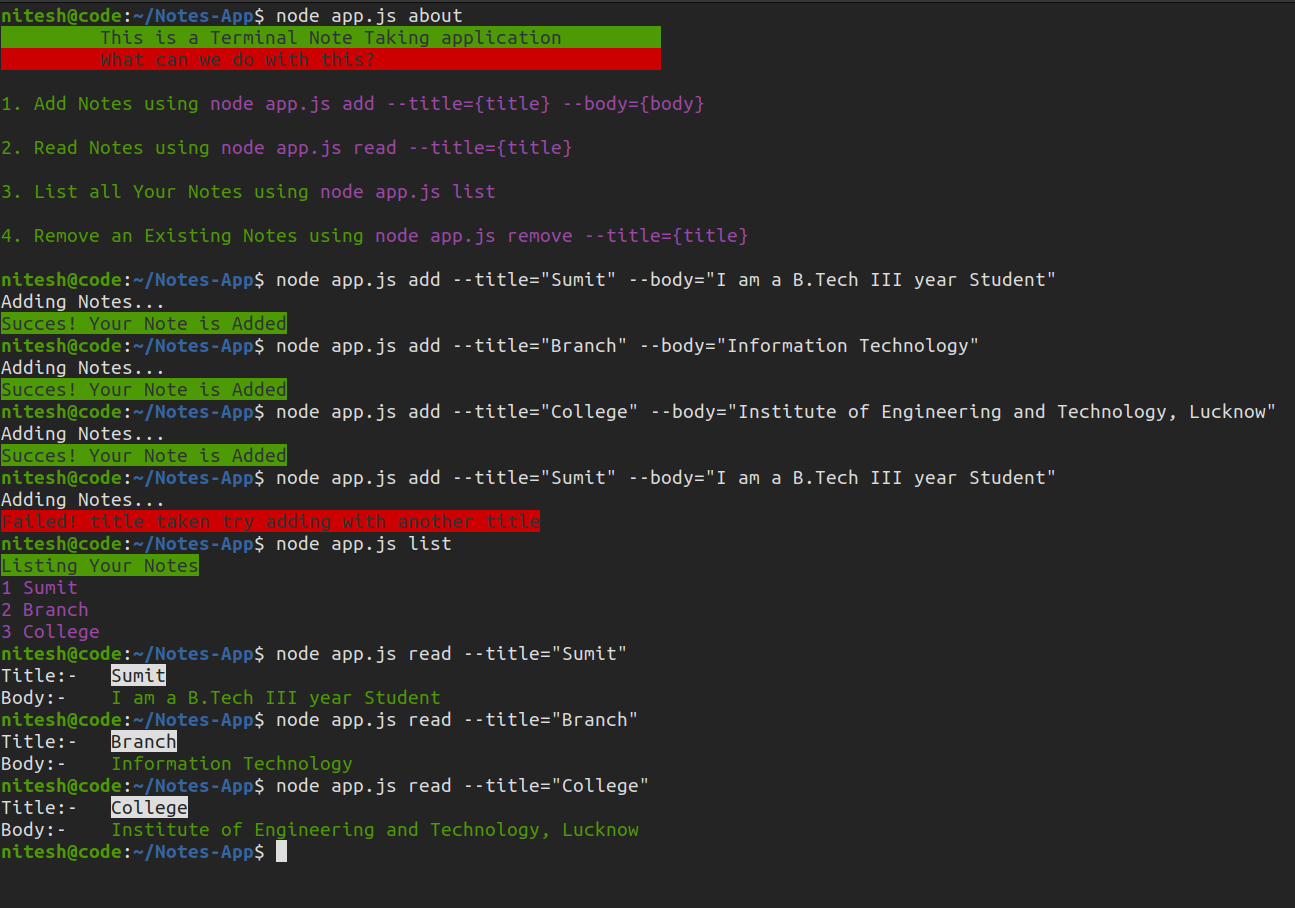 nitesh@code:~/Notes-App$ node app.js about
This is a Terminal Note Taking application
What can we do with this?
1. Add Notes using node app.js add --title={title} --body={body}
2. Read Notes using node app.js read --title={title}
3. List all Your Notes using node app.js list
4. Remove an Existing Notes using node app.js remove --title={title}
nitesh@code:~/Notes-App$ node app.js add --title="Sumit" --body="I am a B.Tech III year Student"
Adding Notes...
Succes! Your Note is Added
nitesh@code:~/Notes-App$ node app.js add --title="Branch" --body="Information Technology"
Adding Notes...
Succes! Your Note is Added
nitesh@code:~/Notes-App$ node app.js add --title="College" --body="Institute of Engineering and Technology, Lucknow"
Adding Notes...
Succes! Your Note is Added
nitesh@code:~/Notes-App$ node app.js add --title="Sumit" --body="I am a B.Tech III year Student"
Adding Notes...
Failed! title taken try adding with another title
nitesh@code:~/Notes-App$ node app.js list
Listing Your Notes
1 Sumit
2 Branch
3 College
nitesh@code:~/Notes-App$ node app.js read --title="Sumit"
Title:- Sumit
Body:- I am a B.Tech III year Student
nitesh@code:~/Notes-App$ node app.js read --title="Branch"
Title:- Branch
Body:- Information Technology
nitesh@code:~/Notes-App$ node app.js read --title="College"
Title:- College
Body:- Institute of Engineering and Technology, Lucknow
nitesh@code:~/Notes-App$